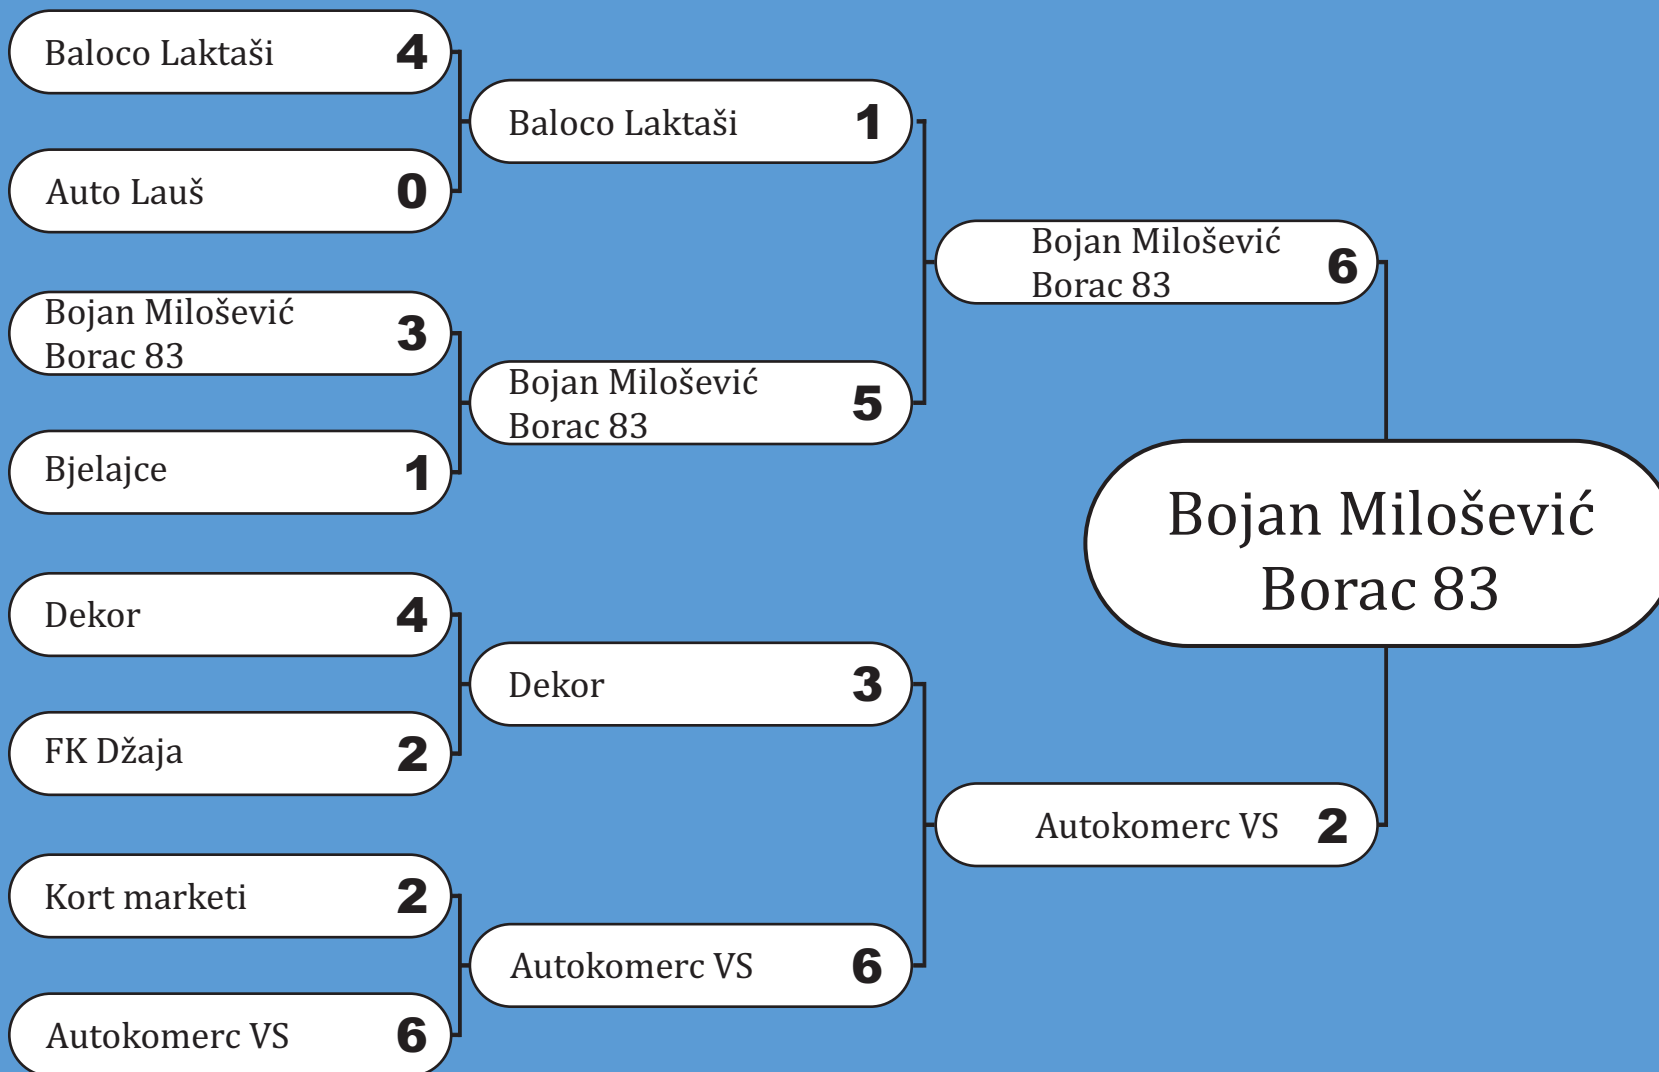 Baloco Laktaši 4
Auto Lauš 0
Bojan Milošević
Borac 83 3
Bjelajce 1
Dekor 4
FK Džaja 2
Kort marketi 2
Autokomerc VS 6
Baloco Laktaši 1
Bojan Milošević
Borac 83 5
Dekor 3
Autokomerc VS 6
Bojan Milošević
Borac 83 6
Autokomerc VS 2
Bojan Milošević
Borac 83